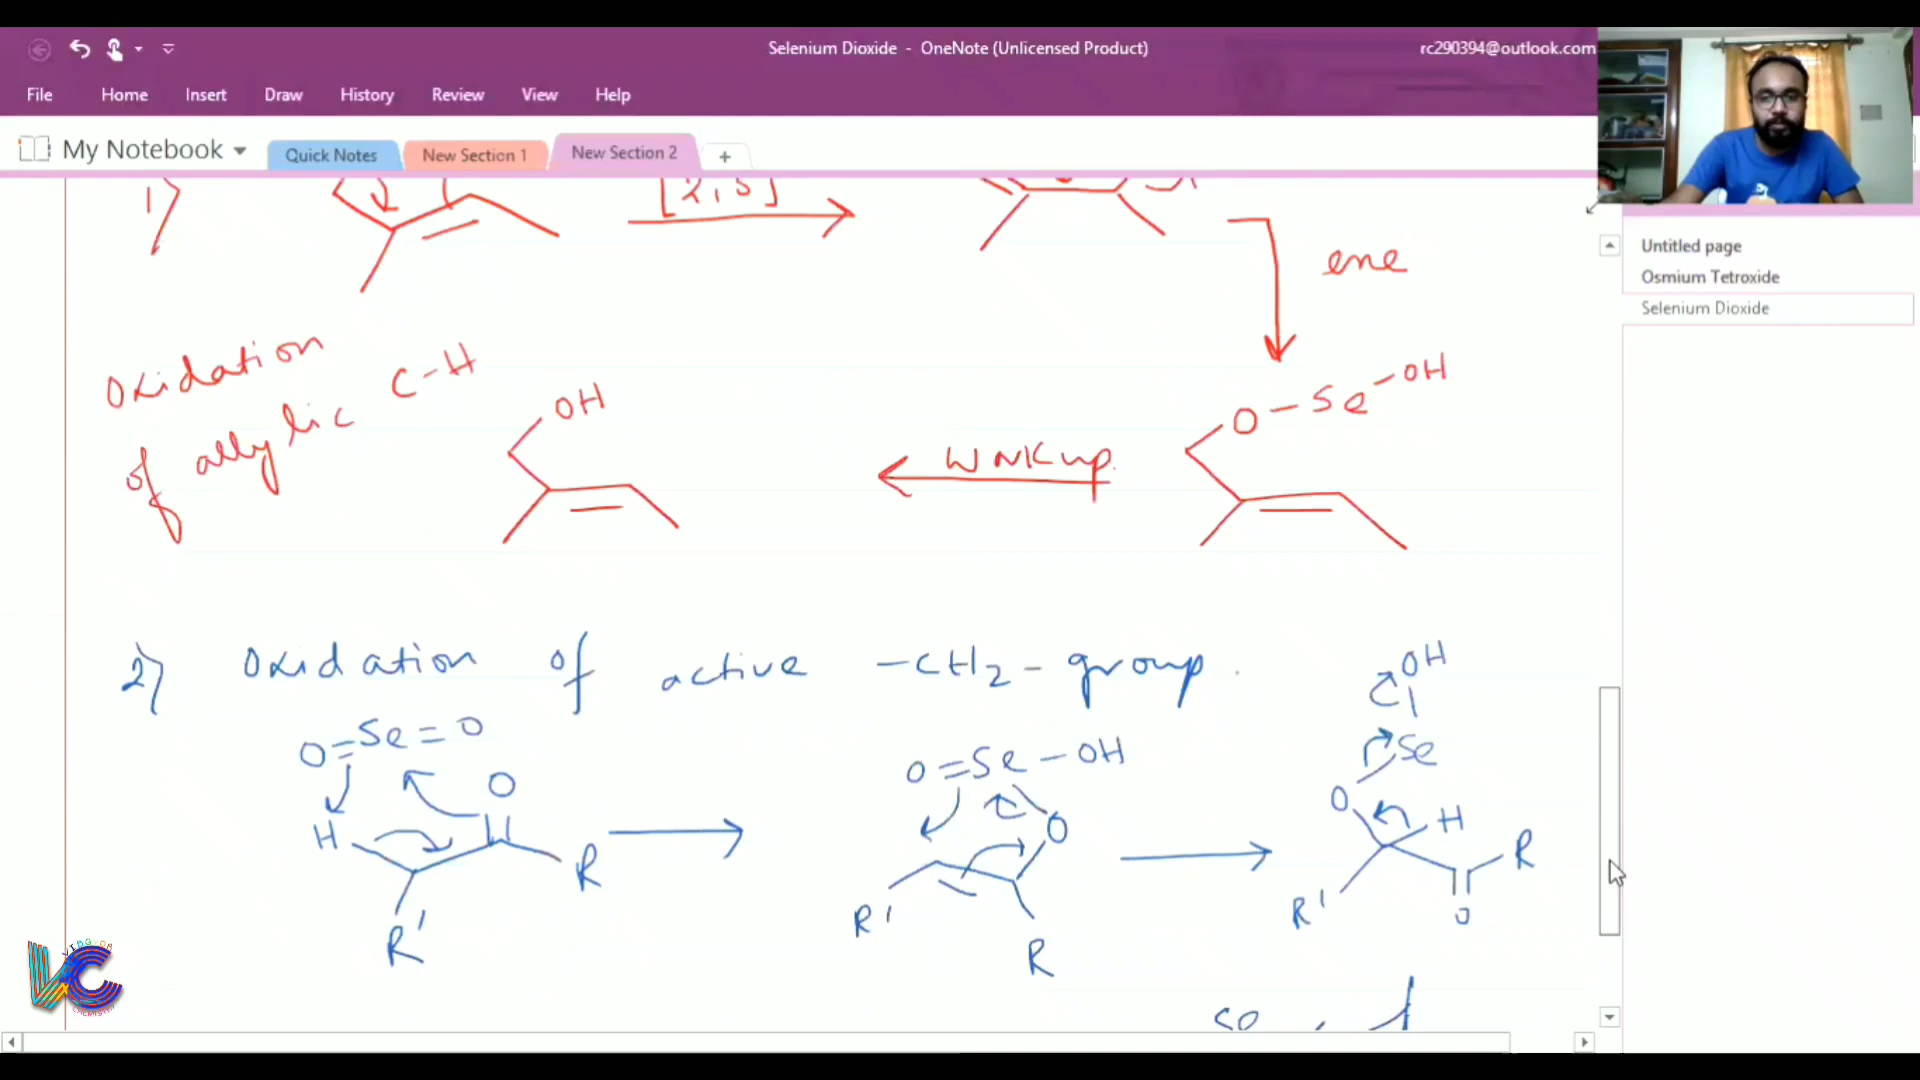 Selenium Dioxide - OneNote (Unlicensed Product)
rc290394@outlook.com
File Home Insert Draw History Review View Help
My Notebook
Quick Notes
New Section 1
New Section 2
+
Untitled page
Osmium Tetroxide
Selenium Dioxide
1)
[2,3]
ene
Oxidation
of allylic C-H
OH
O-Se-OH
Workup.
2) Oxidation of active -CH2- group.
OH
Se
O=Se=O
O
H
R
R'
O=Se-OH
O
R'
R
O
H
R
R'
O
VC
CHEMISTRY